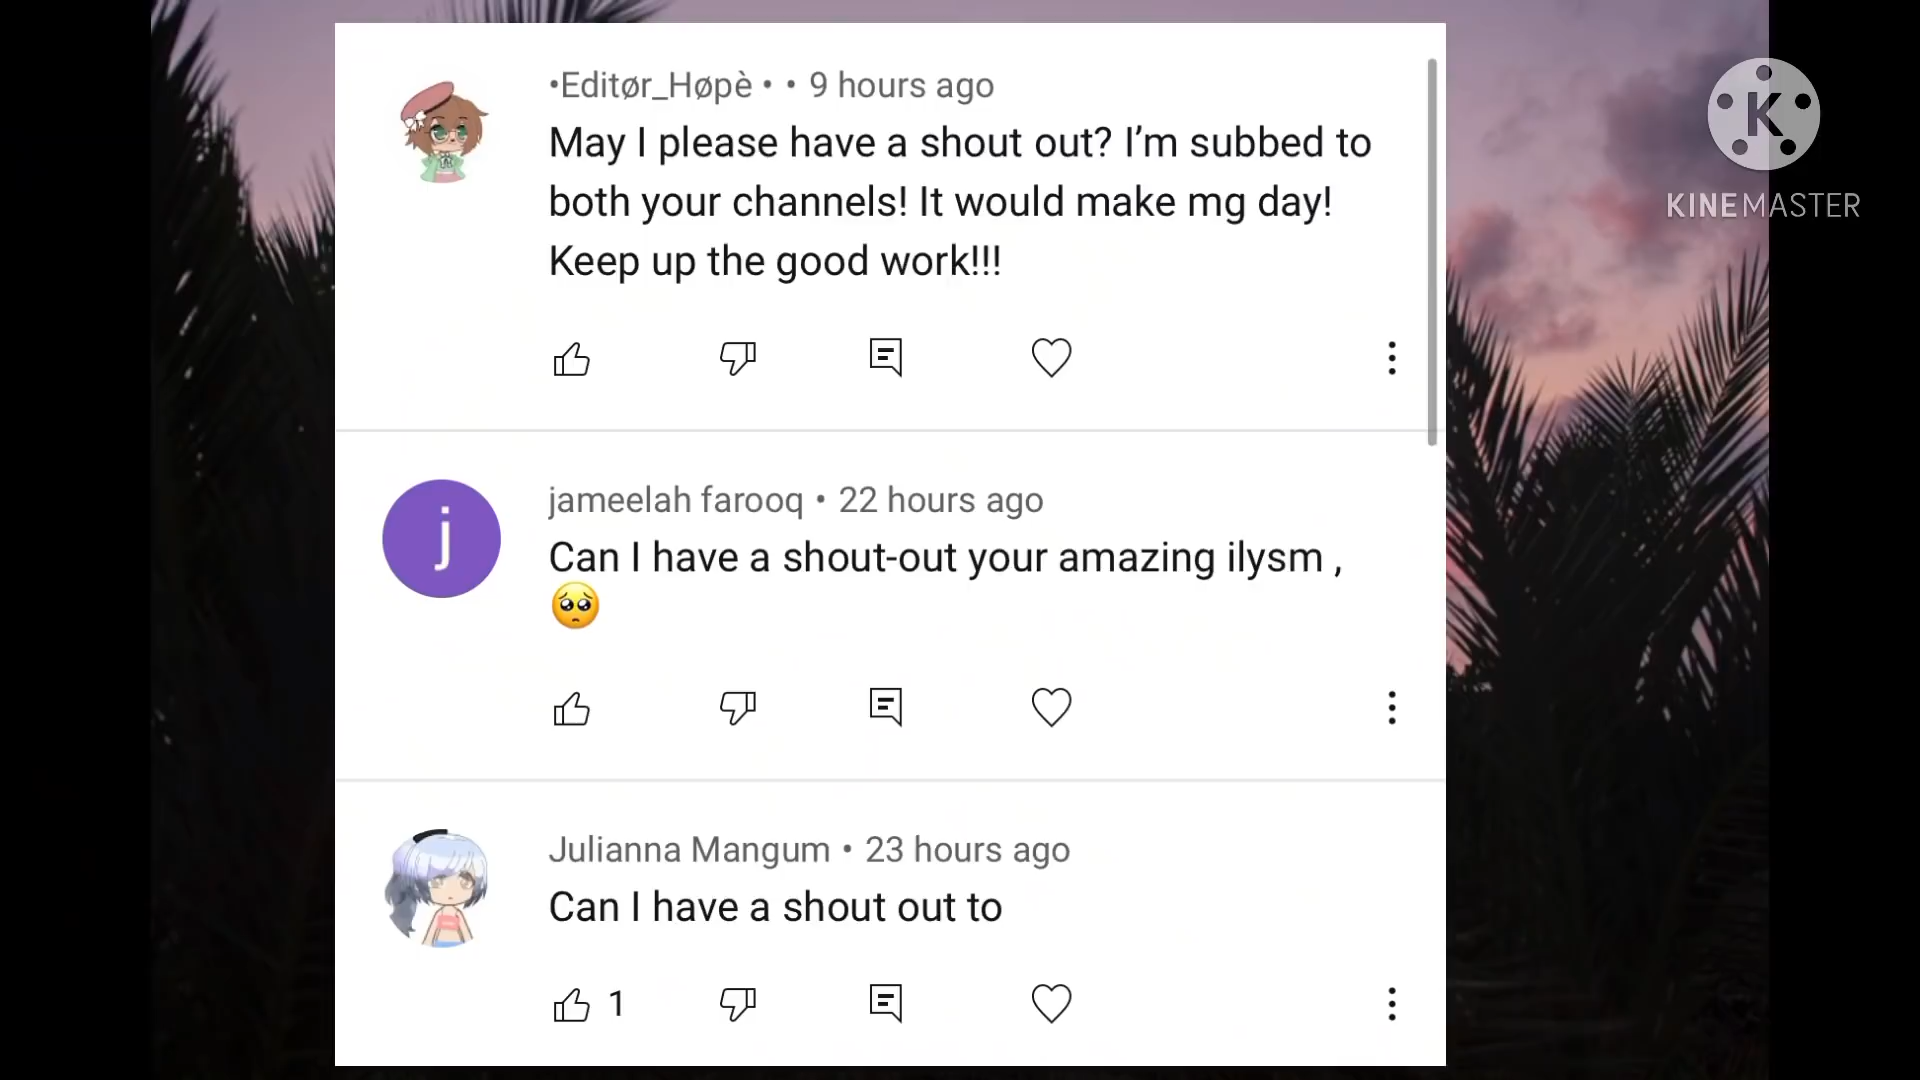 •Editør_Høpè • • 9 hours ago
May I please have a shout out? I’m subbed to
both your channels! It would make mg day!
Keep up the good work!!!
K
KINEMASTER
j
jameelah farooq • 22 hours ago
Can I have a shout-out your amazing ilysm ,
🥺
Julianna Mangum • 23 hours ago
Can I have a shout out to
1